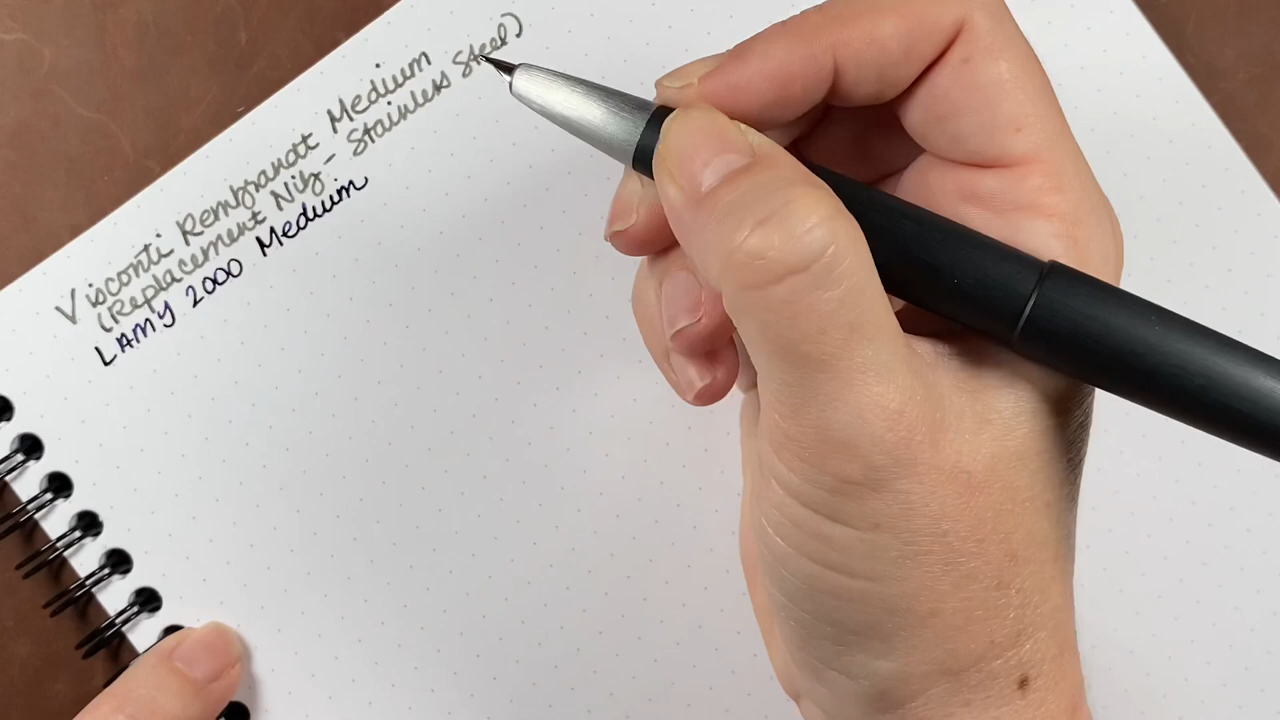 Visconti Rembrandt Medium
(Replacement Nib - Stainless Steel)
LAMY 2000 Medium